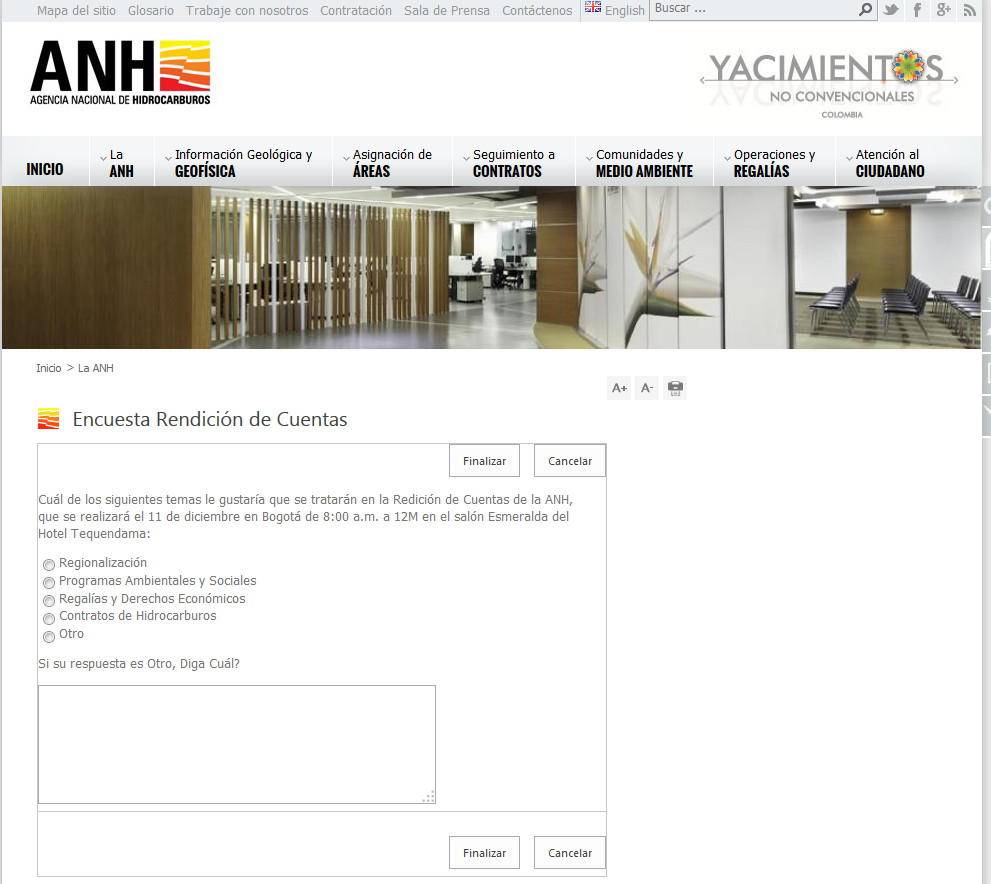 Mapa del sitio Glosario Trabaje con nosotros Contratación Sala de Prensa Contáctenos English Buscar ...
ANH
AGENCIA NACIONAL DE HIDROCARBUROS
YACIMIENTOS
NO CONVENCIONALES
COLOMBIA
INICIO
La
ANH
Información Geológica y
GEOFÍSICA
Asignación de
ÁREAS
Seguimiento a
CONTRATOS
Comunidades y
MEDIO AMBIENTE
Operaciones y
REGALÍAS
Atención al
CIUDADANO
Inicio > La ANH
A+ A-
Encuesta Rendición de Cuentas
Finalizar Cancelar
Cuál de los siguientes temas le gustaría que se tratarán en la Redición de Cuentas de la ANH,
que se realizará el 11 de diciembre en Bogotá de 8:00 a.m. a 12M en el salón Esmeralda del
Hotel Tequendama:
Regionalización
Programas Ambientales y Sociales
Regalías y Derechos Económicos
Contratos de Hidrocarburos
Otro
Si su respuesta es Otro, Diga Cuál?
Finalizar Cancelar